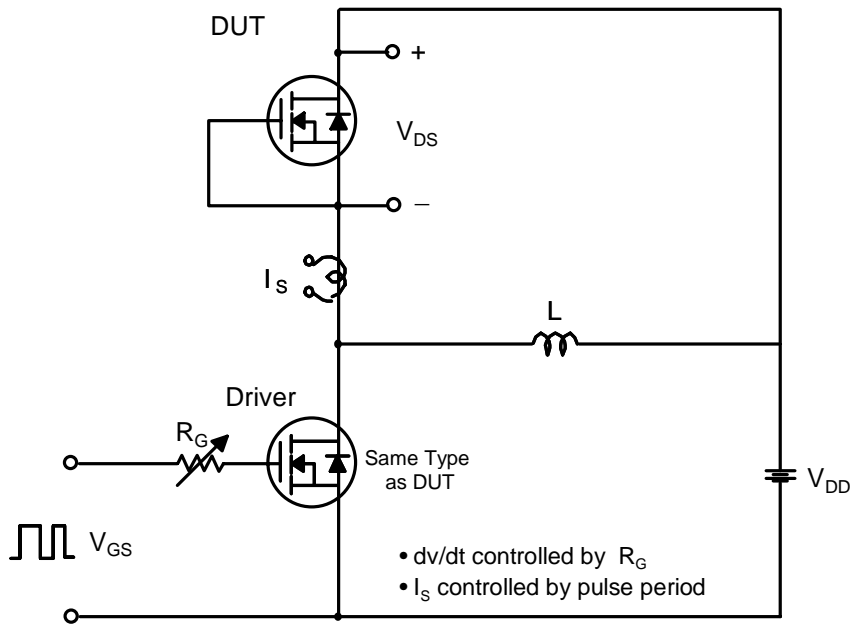 DUT
+
V_DS
−
I_S
L
Driver
R_G
Same Type
as DUT
V_DD
V_GS
• dv/dt controlled by R_G
• I_S controlled by pulse period